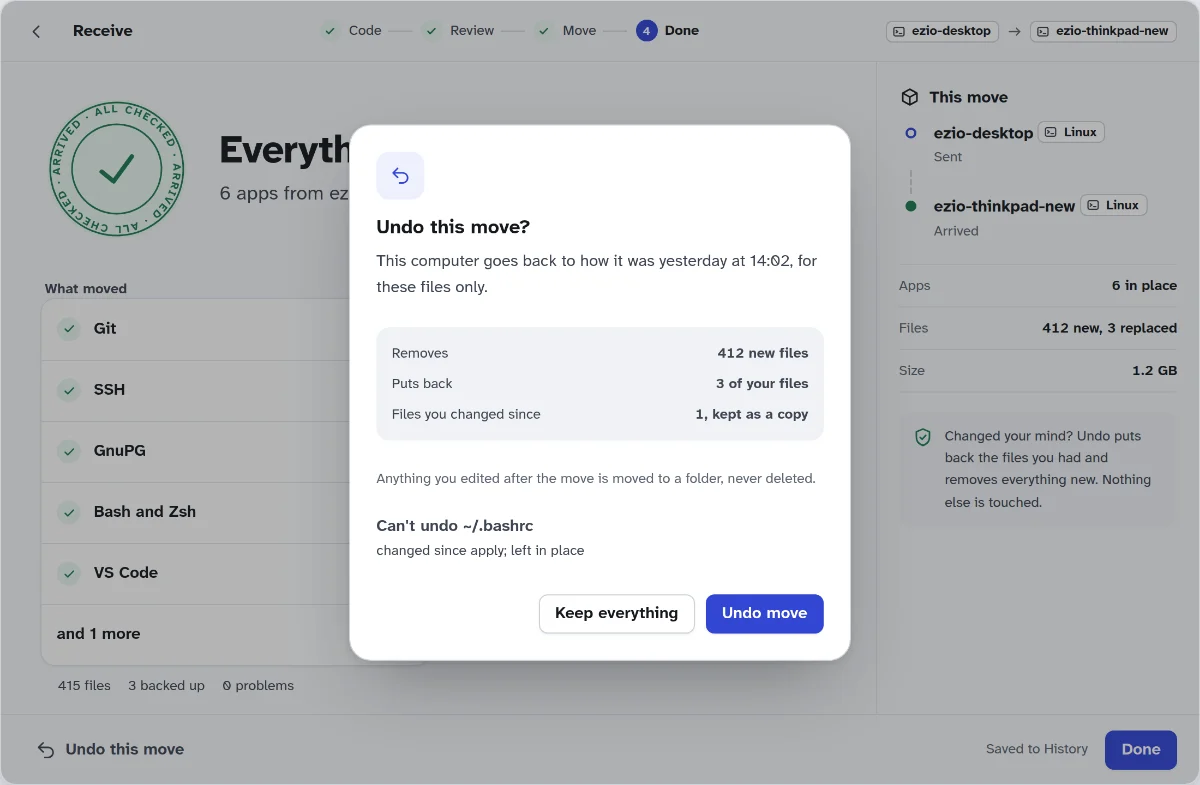 Receive
Code
Review
Move
4 Done
ezio-desktop → ezio-thinkpad-new
ARRIVED · ALL CHECKED · ARRIVED · ALL CHECKED ·
Everyth
6 apps from ez
What moved
Git
SSH
GnuPG
Bash and Zsh
VS Code
and 1 more
415 files 3 backed up 0 problems
Undo this move?
This computer goes back to how it was yesterday at 14:02, for
these files only.
Removes 412 new files
Puts back 3 of your files
Files you changed since 1, kept as a copy
Anything you edited after the move is moved to a folder, never deleted.
Can't undo ~/.bashrc
changed since apply; left in place
Keep everything
Undo move
This move
ezio-desktop Linux
Sent
ezio-thinkpad-new Linux
Arrived
Apps 6 in place
Files 412 new, 3 replaced
Size 1.2 GB
Changed your mind? Undo puts
back the files you had and
removes everything new. Nothing
else is touched.
Undo this move
Saved to History
Done